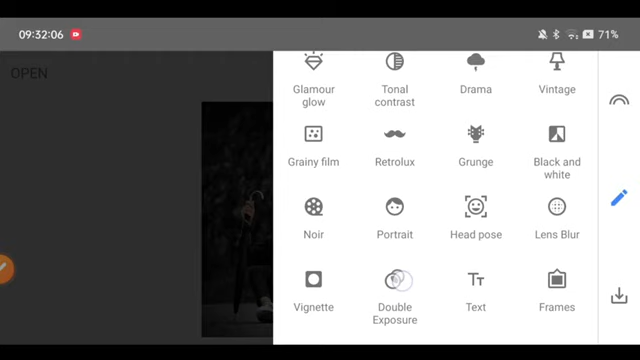 09:32:06
71%
OPEN
Glamour
glow
Tonal
contrast
Drama
Vintage
Grainy film
Retrolux
Grunge
Black and
white
Noir
Portrait
Head pose
Lens Blur
Vignette
Double
Exposure
Tт
Text
Frames